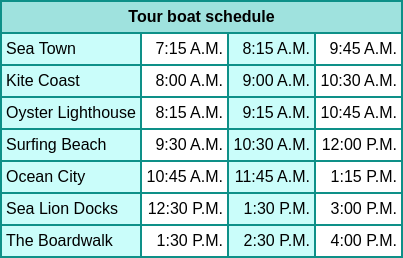 Tour boat schedule
Sea Town 7:15 A.M. 8:15 A.M. 9:45 A.M.
Kite Coast 8:00 A.M. 9:00 A.M. 10:30 A.M.
Oyster Lighthouse 8:15 A.M. 9:15 A.M. 10:45 A.M.
Surfing Beach 9:30 A.M. 10:30 A.M. 12:00 P.M.
Ocean City 10:45 A.M. 11:45 A.M. 1:15 P.M.
Sea Lion Docks 12:30 P.M. 1:30 P.M. 3:00 P.M.
The Boardwalk 1:30 P.M. 2:30 P.M. 4:00 P.M.